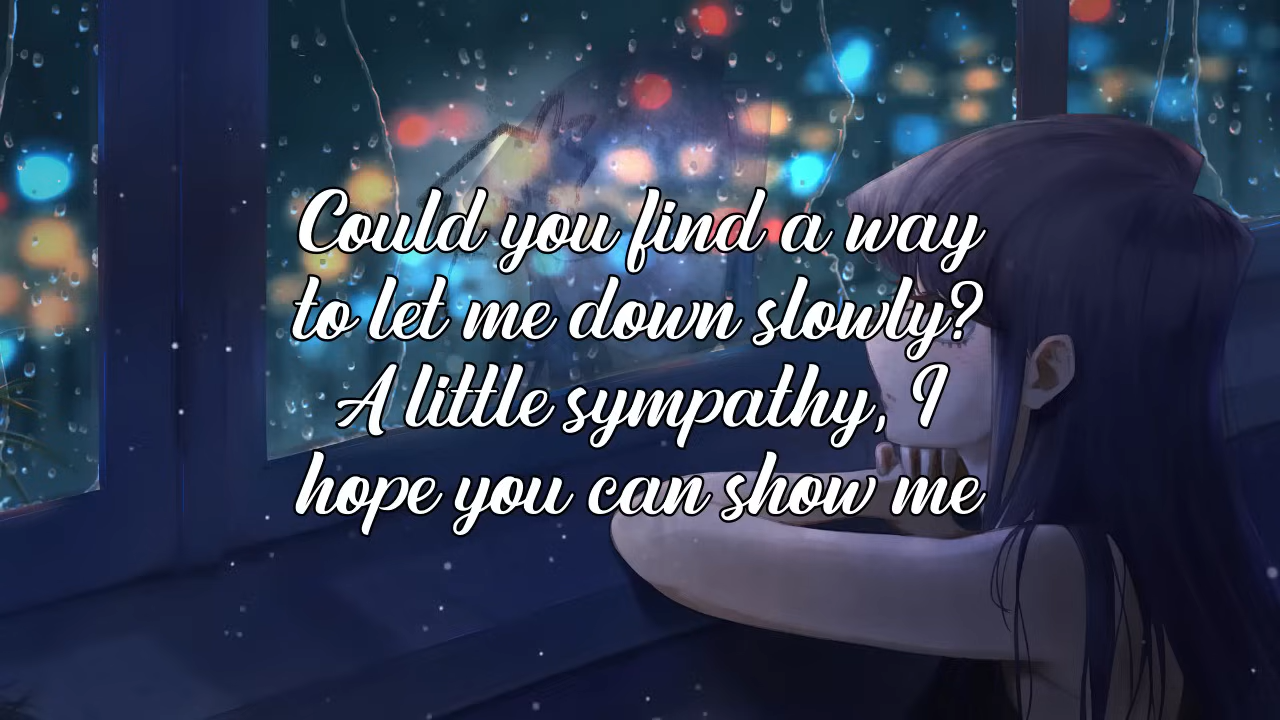 Could you find a way
to let me down slowly?
A little sympathy, I
hope you can show me